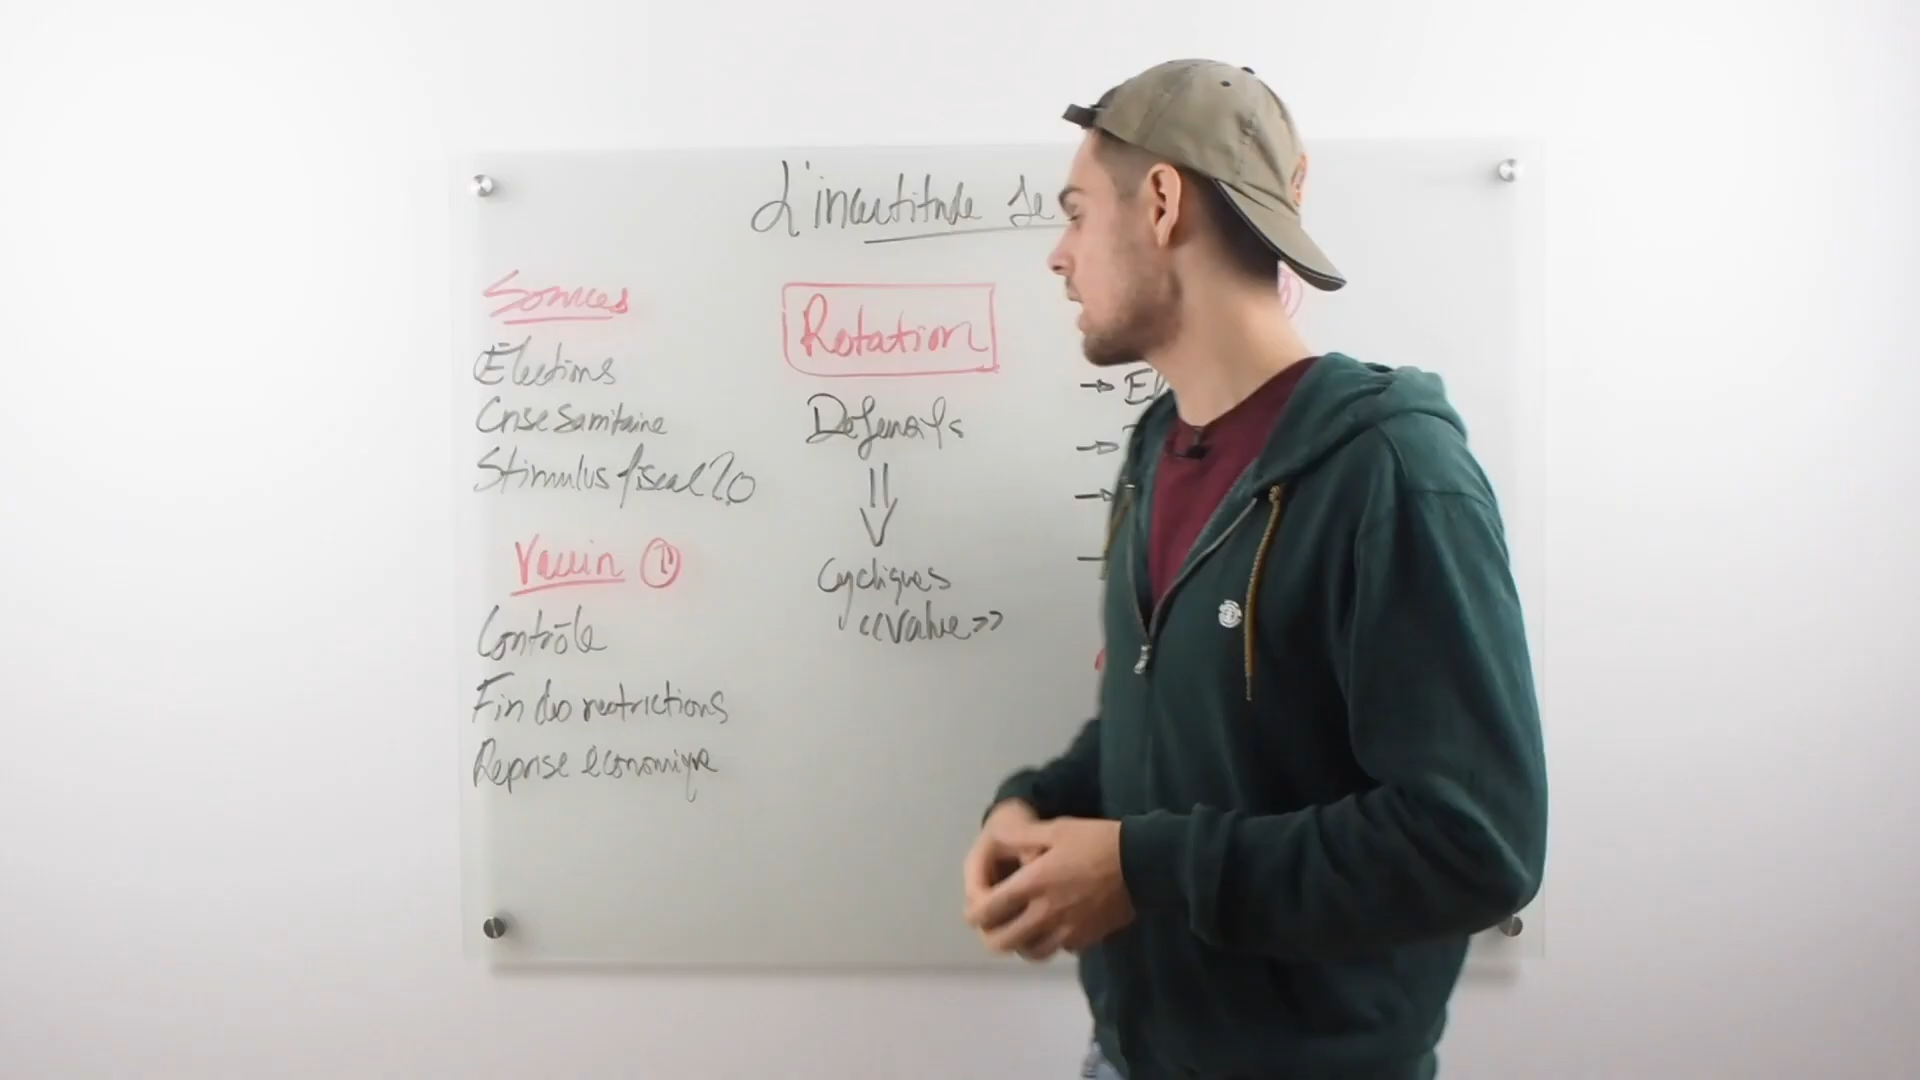 L'incertitude se
Sources
Élections
Crise sanitaire
Stimulus fiscal 2.0
Vaccin ①
Contrôle
Fin des restrictions
Reprise économique
Rotation
Défensifs
Cycliques
<<Value>>